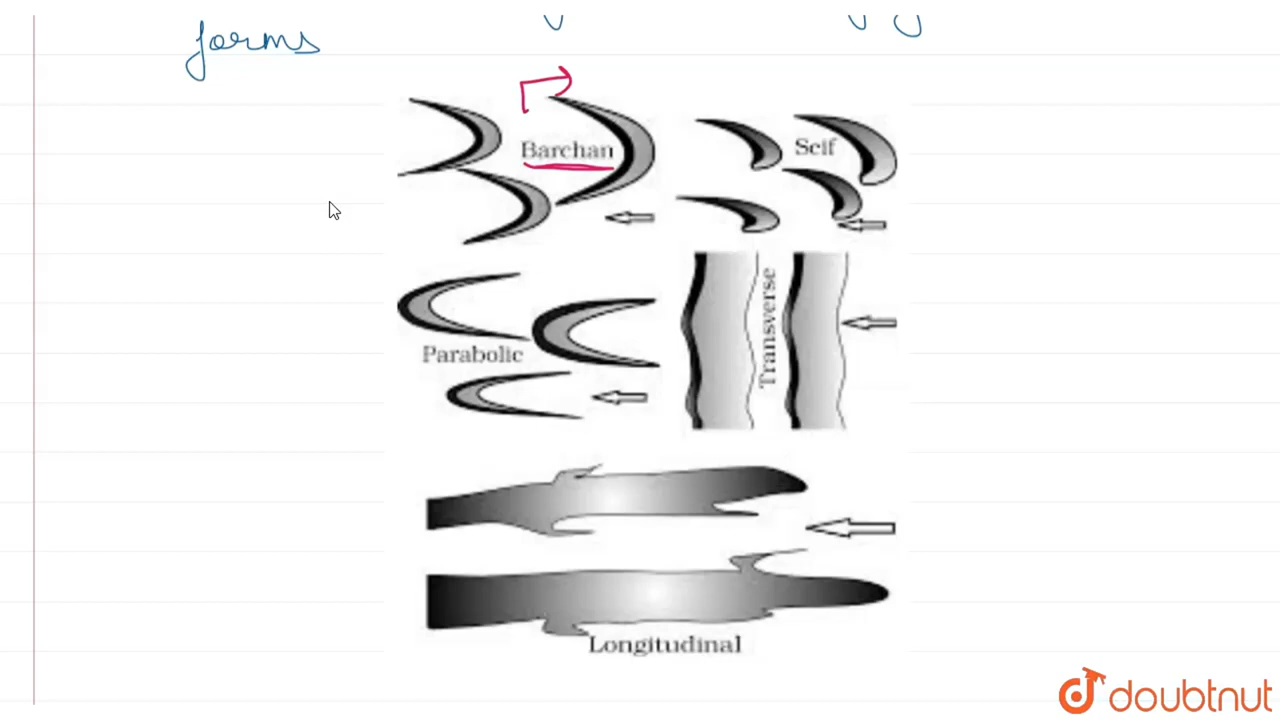 forms
Barchan
Seif
Parabolic
Transverse
Longitudinal
doubtnut